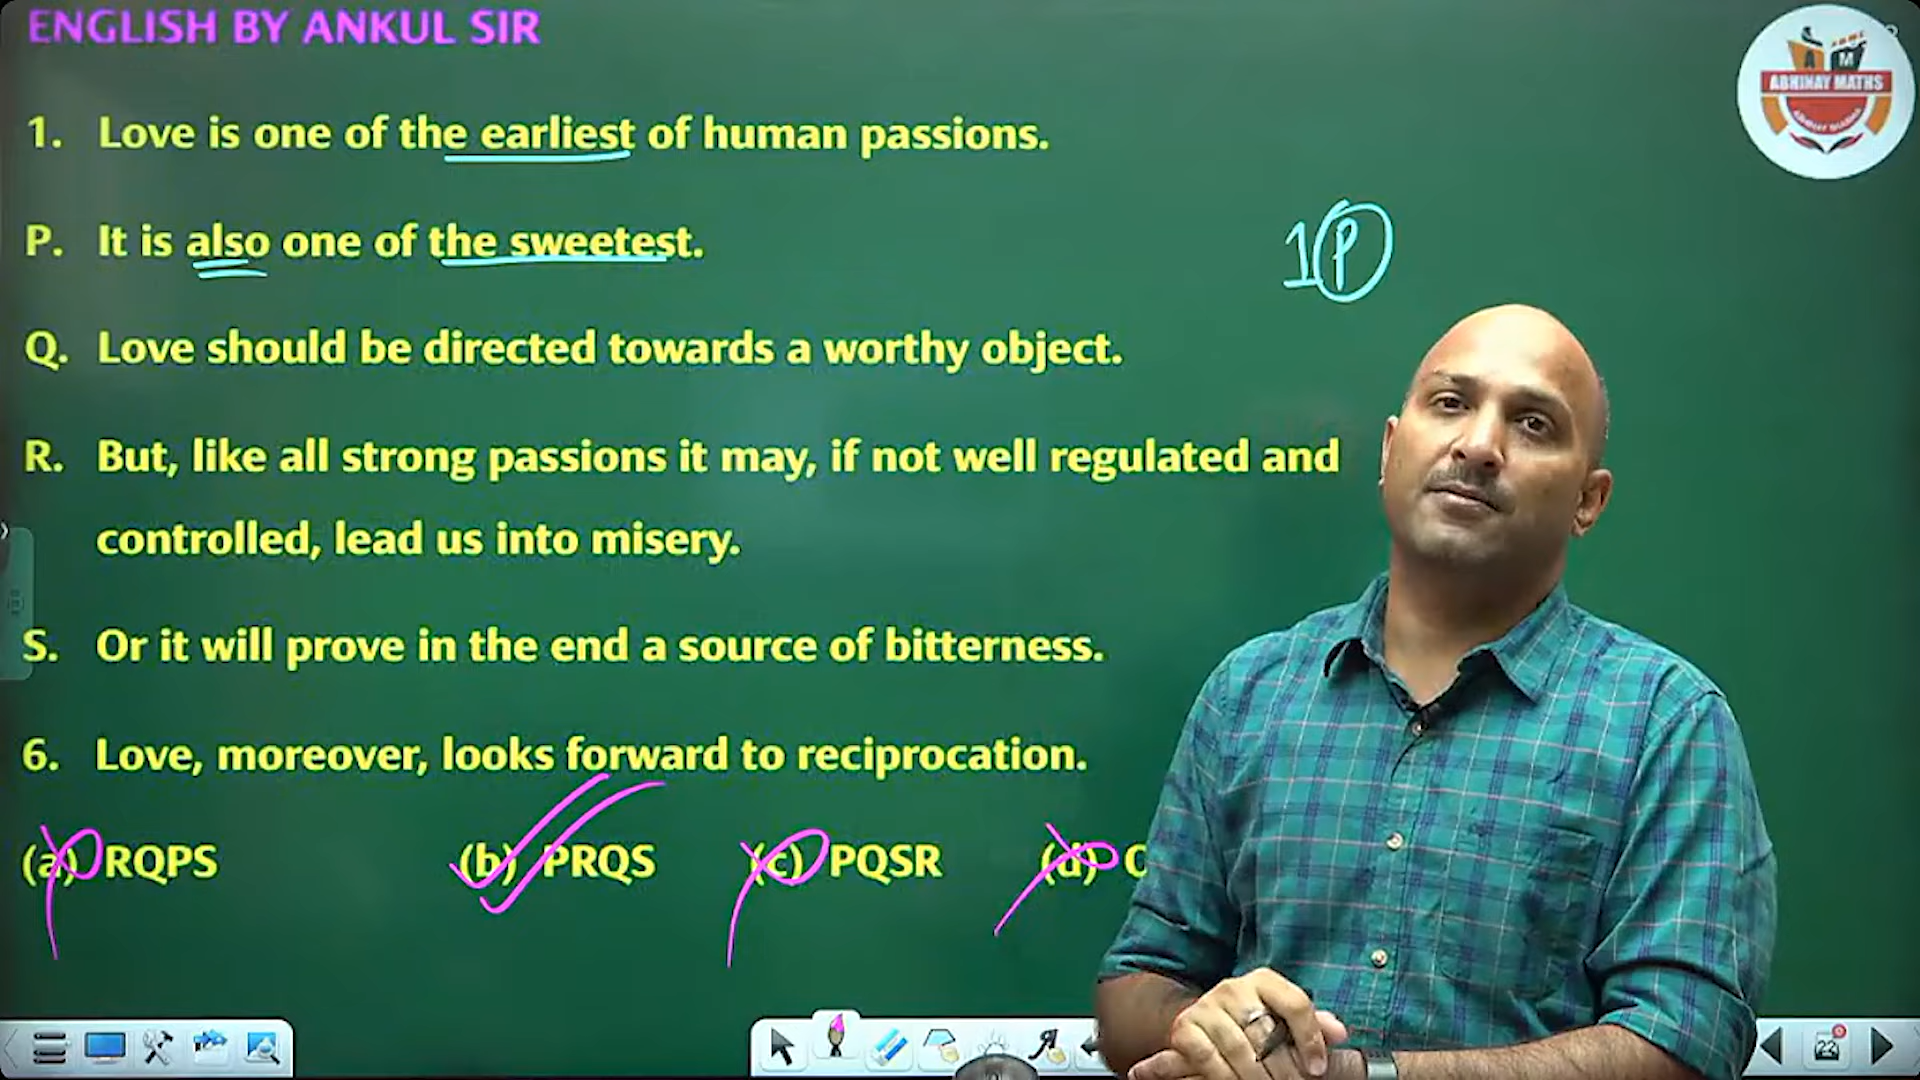 ENGLISH BY ANKUL SIR
ABHINAY MATHS
1. Love is one of the earliest of human passions.
P. It is also one of the sweetest.
1 P
Q. Love should be directed towards a worthy object.
R. But, like all strong passions it may, if not well regulated and
controlled, lead us into misery.
S. Or it will prove in the end a source of bitterness.
6. Love, moreover, looks forward to reciprocation.
(a) RQPS (b) PRQS (c) PQSR (d)
22